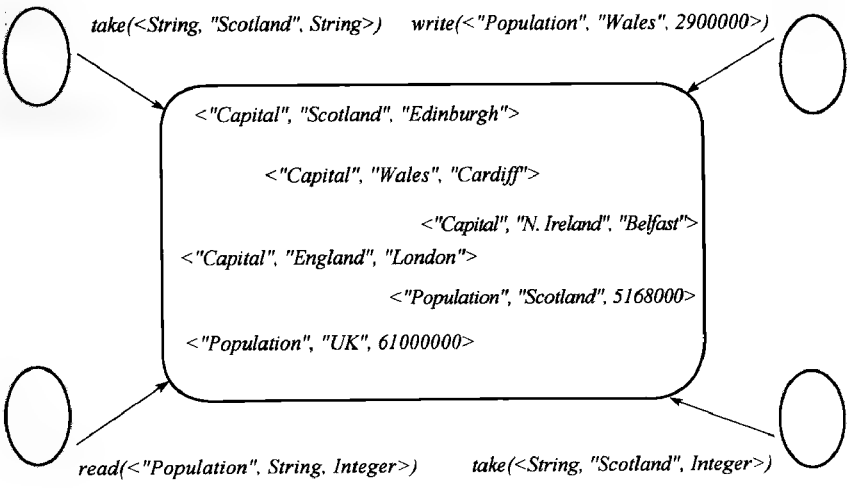 take(<String, "Scotland", String>) write(<"Population", "Wales", 2900000>)
<"Capital", "Scotland", "Edinburgh">
<"Capital", "Wales", "Cardiff">
<"Capital", "N. Ireland", "Belfast">
<"Capital", "England", "London">
<"Population", "Scotland", 5168000>
<"Population", "UK", 61000000>
read(<"Population", String, Integer>) take(<String, "Scotland", Integer>)